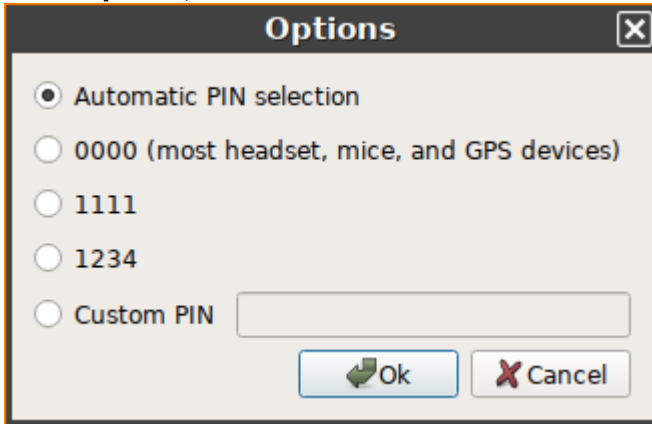 Options
Automatic PIN selection
0000 (most headset, mice, and GPS devices)
1111
1234
Custom PIN
Ok Cancel